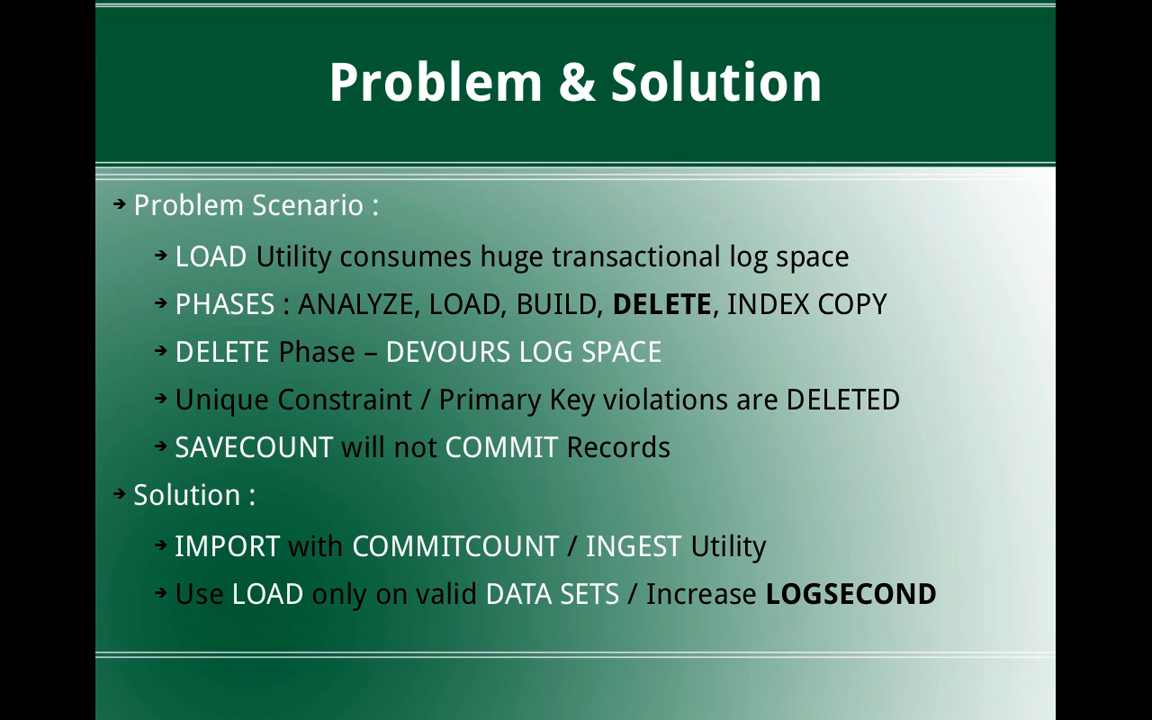 Problem & Solution
➔ Problem Scenario :
➔ LOAD Utility consumes huge transactional log space
➔ PHASES : ANALYZE, LOAD, BUILD, DELETE, INDEX COPY
➔ DELETE Phase – DEVOURS LOG SPACE
➔ Unique Constraint / Primary Key violations are DELETED
➔ SAVECOUNT will not COMMIT Records
➔ Solution :
➔ IMPORT with COMMITCOUNT / INGEST Utility
➔ Use LOAD only on valid DATA SETS / Increase LOGSECOND